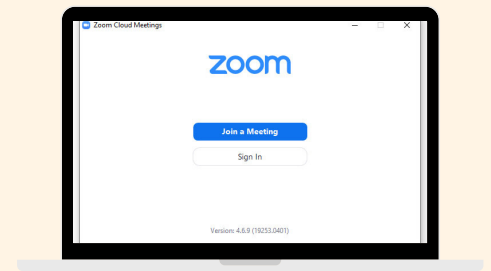 Zoom Cloud Meetings
zoom
Join a Meeting
Sign In
Version: 4.6.9 (19253.0401)